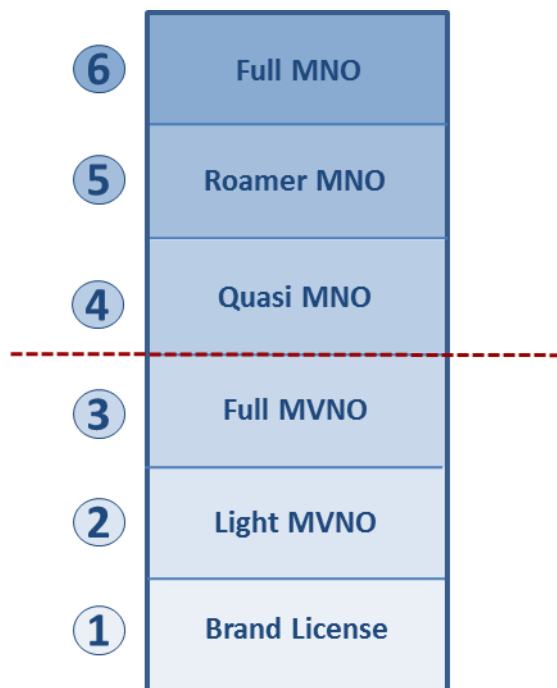 6 Full MNO
5 Roamer MNO
4 Quasi MNO
3 Full MVNO
2 Light MVNO
1 Brand License